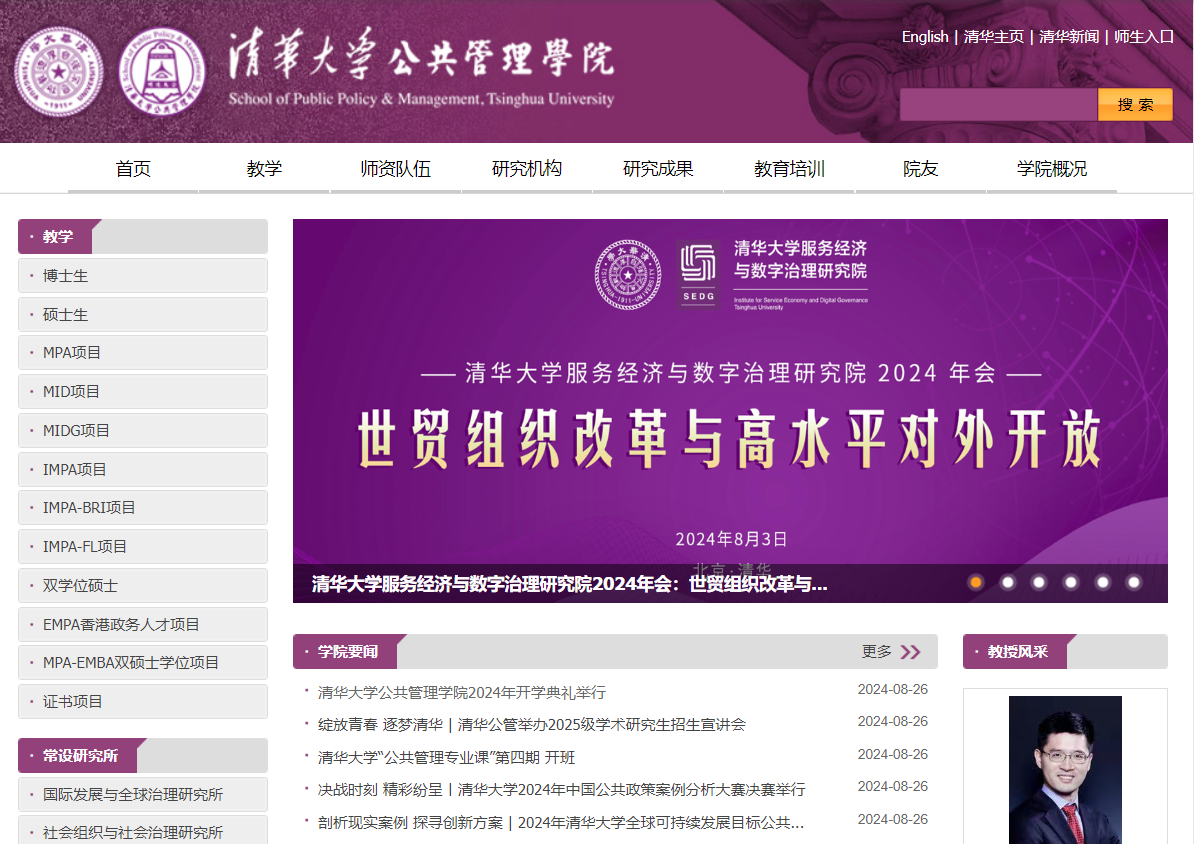 清華大学公共管理學院
School of Public Policy & Management, Tsinghua University
English | 清华主页 | 清华新闻 | 师生入口
搜 索
首页 教学 师资队伍 研究机构 研究成果 教育培训 院友 学院概况
· 教学
· 博士生
· 硕士生
· MPA项目
· MID项目
· MIDG项目
· IMPA项目
· IMPA-BRI项目
· IMPA-FL项目
· 双学位硕士
· EMPA香港政务人才项目
· MPA-EMBA双硕士学位项目
· 证书项目
· 常设研究所
· 国际发展与全球治理研究所
· 社会组织与社会治理研究所
SEDG
清华大学服务经济
与数字治理研究院
Institute for Service Economy and Digital Governance
Tsinghua University
—— 清华大学服务经济与数字治理研究院 2024 年会 ——
世贸组织改革与高水平对外开放
2024年8月3日
北京·清华
清华大学服务经济与数字治理研究院2024年会：世贸组织改革与...
· 学院要闻 更多
· 清华大学公共管理学院2024年开学典礼举行 2024-08-26
· 绽放青春 逐梦清华 | 清华公管举办2025级学术研究生招生宣讲会 2024-08-26
· 清华大学“公共管理专业课”第四期 开班 2024-08-26
· 决战时刻 精彩纷呈 | 清华大学2024年中国公共政策案例分析大赛决赛举行 2024-08-26
· 剖析现实案例 探寻创新方案 | 2024年清华大学全球可持续发展目标公共... 2024-08-26
· 教授风采